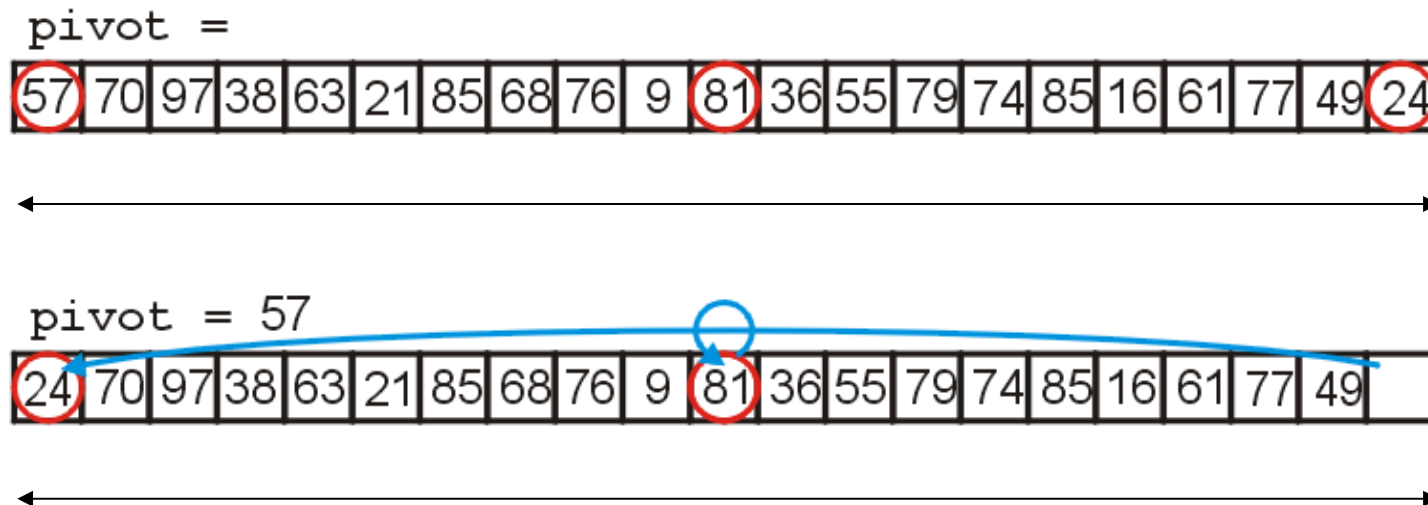 pivot =
57 70 97 38 63 21 85 68 76 9 81 36 55 79 74 85 16 61 77 49 24
pivot = 57
24 70 97 38 63 21 85 68 76 9 81 36 55 79 74 85 16 61 77 49